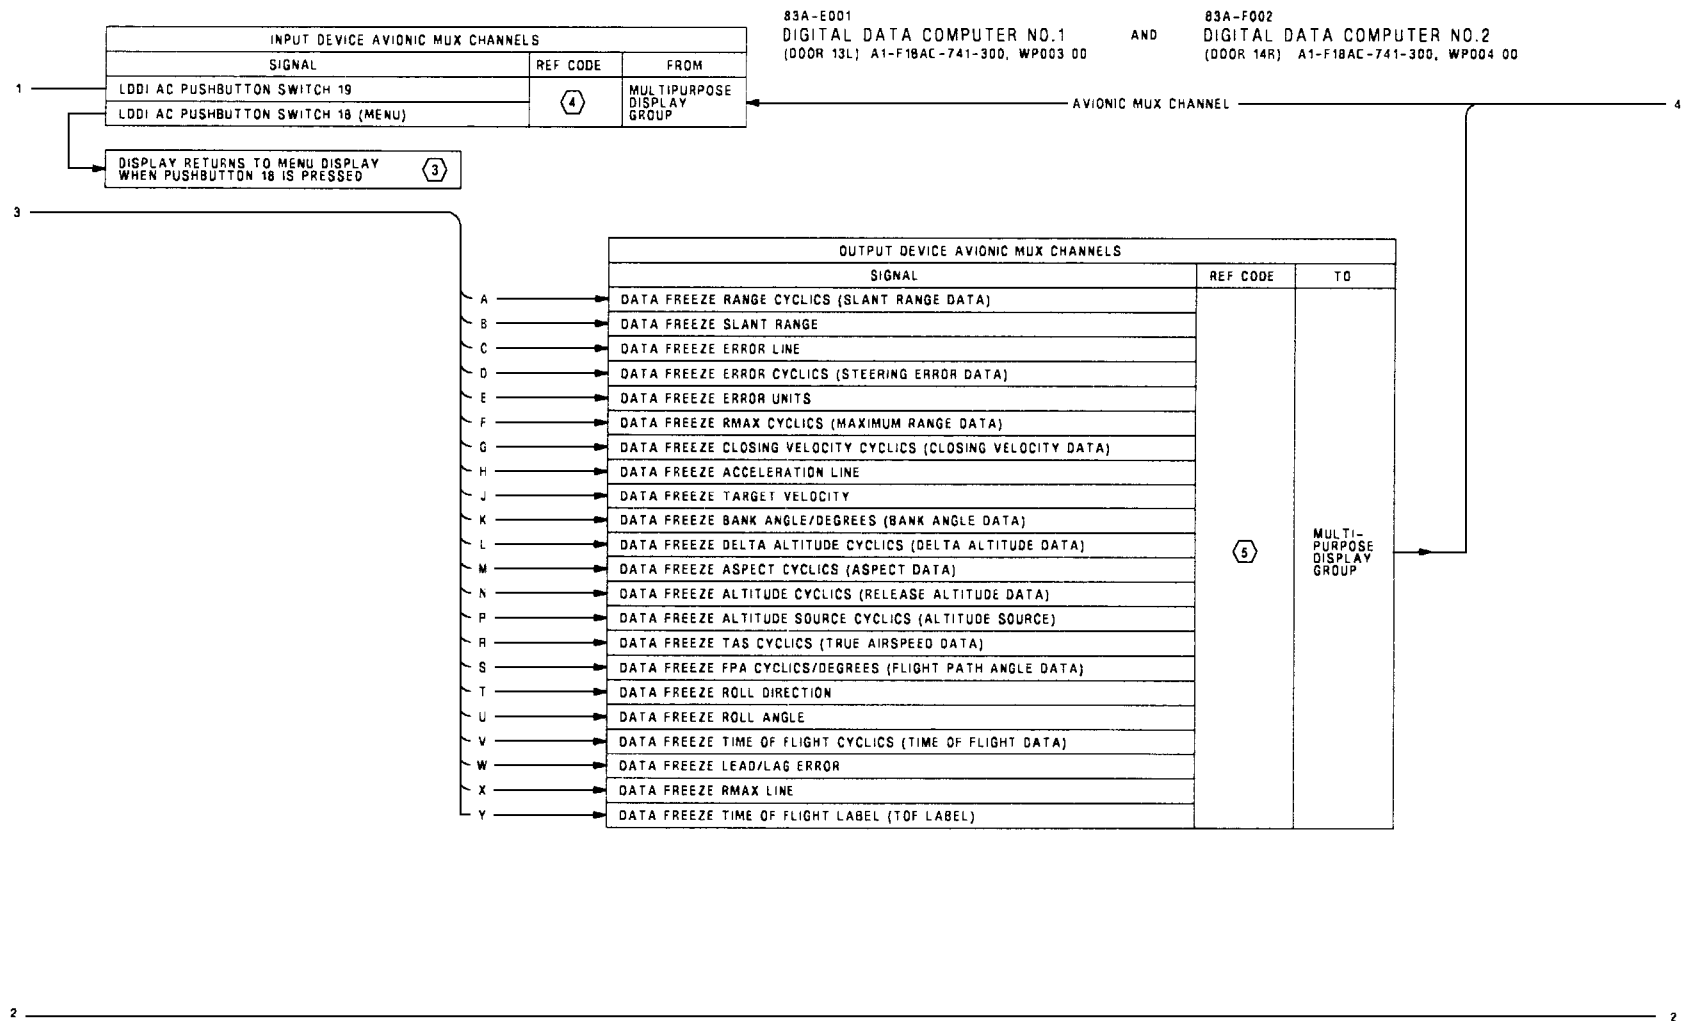 83A-E001
DIGITAL DATA COMPUTER NO.1
(DOOR 13L) A1-F18AC-741-300, WP003 00
AND
83A-F002
DIGITAL DATA COMPUTER NO.2
(DOOR 14R) A1-F18AC-741-300, WP004 00
INPUT DEVICE AVIONIC MUX CHANNELS
SIGNAL REF CODE FROM
1 LDDI AC PUSHBUTTON SWITCH 19
LDDI AC PUSHBUTTON SWITCH 18 (MENU)
4
MULTIPURPOSE
DISPLAY
GROUP
AVIONIC MUX CHANNEL 4
DISPLAY RETURNS TO MENU DISPLAY
WHEN PUSHBUTTON 18 IS PRESSED
3
3
OUTPUT DEVICE AVIONIC MUX CHANNELS
SIGNAL REF CODE TO
A DATA FREEZE RANGE CYCLICS (SLANT RANGE DATA)
B DATA FREEZE SLANT RANGE
C DATA FREEZE ERROR LINE
D DATA FREEZE ERROR CYCLICS (STEERING ERROR DATA)
E DATA FREEZE ERROR UNITS
F DATA FREEZE RMAX CYCLICS (MAXIMUM RANGE DATA)
G DATA FREEZE CLOSING VELOCITY CYCLICS (CLOSING VELOCITY DATA)
H DATA FREEZE ACCELERATION LINE
J DATA FREEZE TARGET VELOCITY
K DATA FREEZE BANK ANGLE/DEGREES (BANK ANGLE DATA)
L DATA FREEZE DELTA ALTITUDE CYCLICS (DELTA ALTITUDE DATA)
M DATA FREEZE ASPECT CYCLICS (ASPECT DATA)
N DATA FREEZE ALTITUDE CYCLICS (RELEASE ALTITUDE DATA)
P DATA FREEZE ALTITUDE SOURCE CYCLICS (ALTITUDE SOURCE)
R DATA FREEZE TAS CYCLICS (TRUE AIRSPEED DATA)
S DATA FREEZE FPA CYCLICS/DEGREES (FLIGHT PATH ANGLE DATA)
T DATA FREEZE ROLL DIRECTION
U DATA FREEZE ROLL ANGLE
V DATA FREEZE TIME OF FLIGHT CYCLICS (TIME OF FLIGHT DATA)
W DATA FREEZE LEAD/LAG ERROR
X DATA FREEZE RMAX LINE
Y DATA FREEZE TIME OF FLIGHT LABEL (TOF LABEL)
5
MULTI-
PURPOSE
DISPLAY
GROUP
2 2